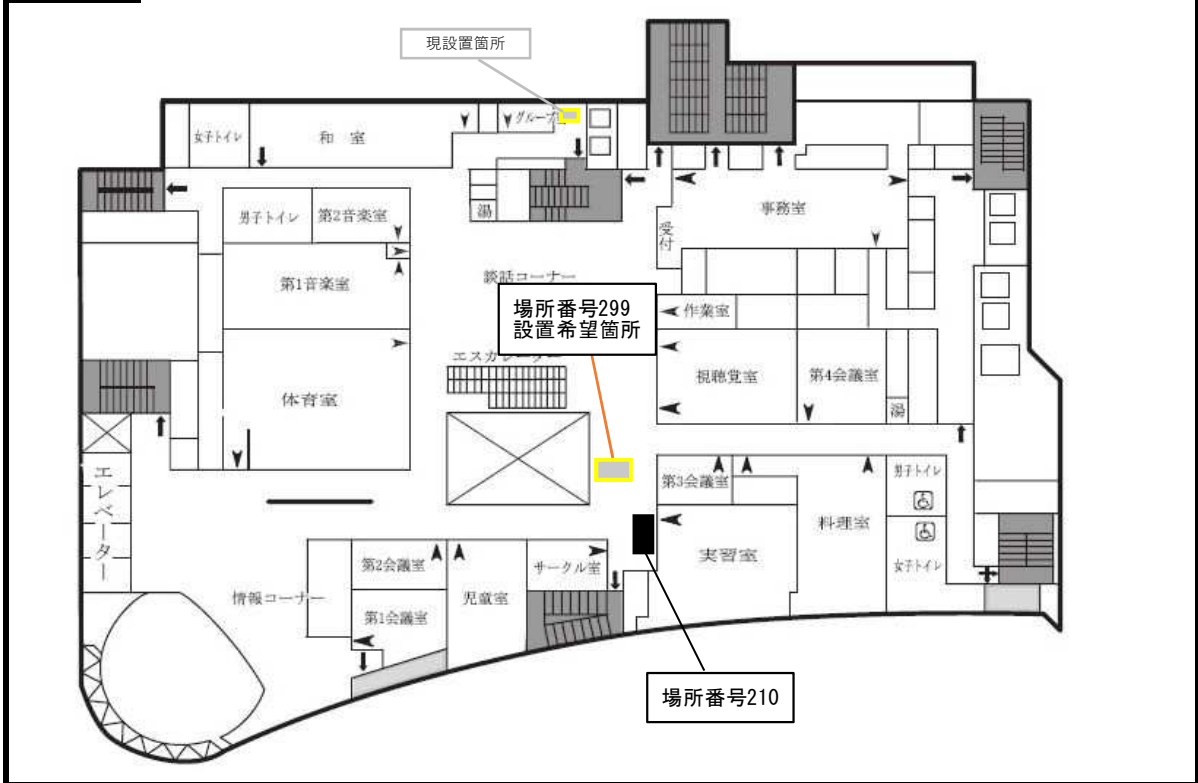 現設置箇所
女子トイレ
和 室
グループ
湯
男子トイレ
第2音楽室
事務室
受付
第1音楽室
談話コーナー
場所番号299
設置希望箇所
作業室
エスカレーター
視聴覚室
第4会議室
体育室
湯
エレベーター
第3会議室
男子トイレ
料理室
実習室
女子トイレ
第2会議室
サークル室
情報コーナー
児童室
第1会議室
場所番号210